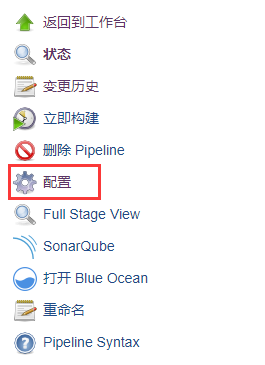 返回到工作台
状态
变更历史
立即构建
删除 Pipeline
配置
Full Stage View
SonarQube
打开 Blue Ocean
重命名
Pipeline Syntax